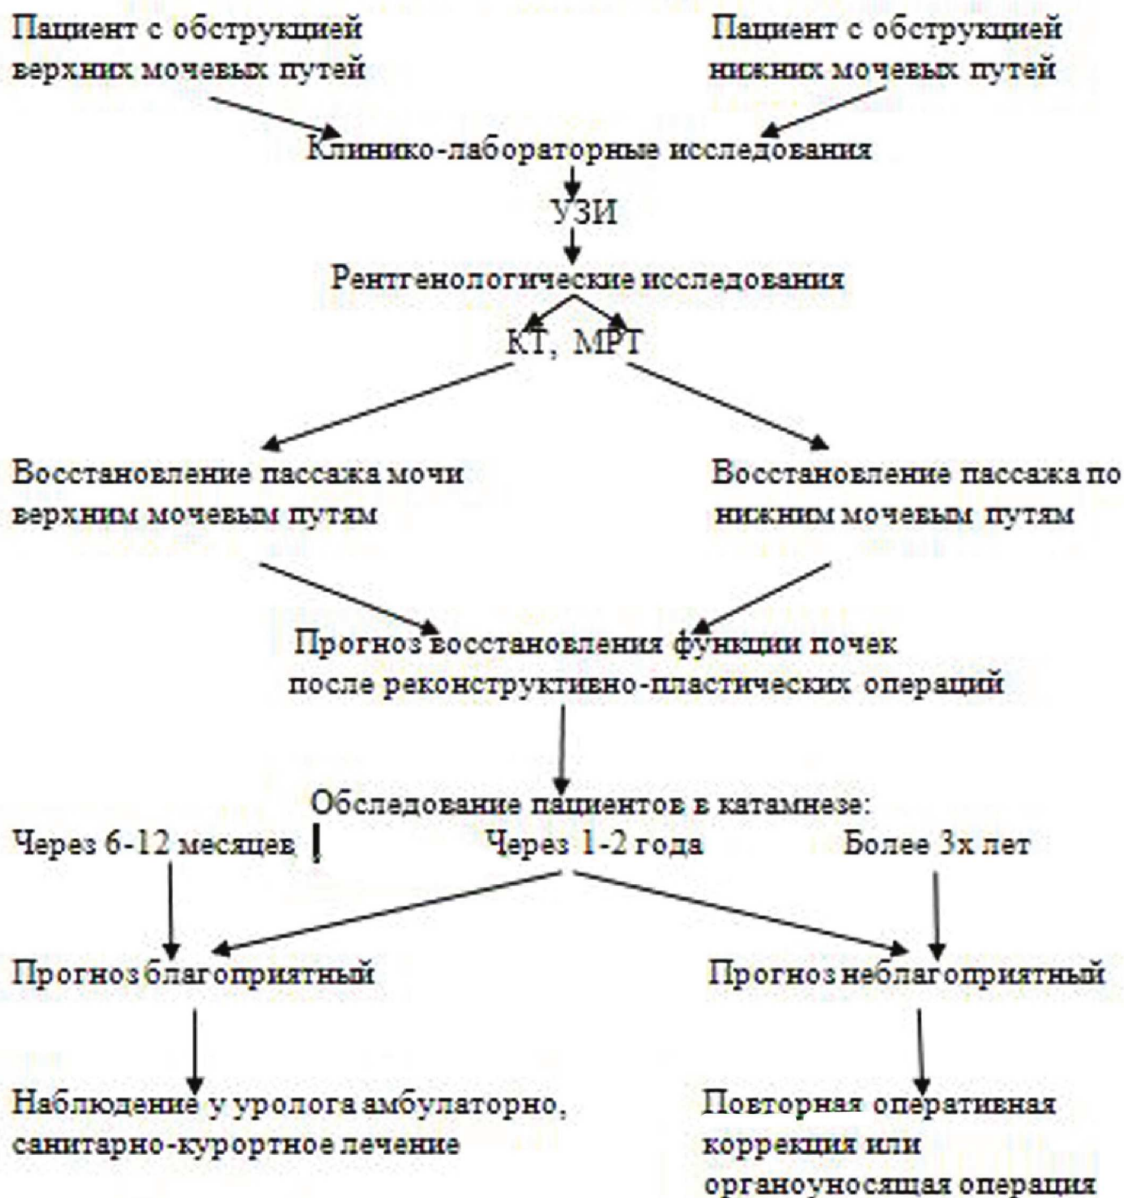 Пациент с обструкцией
верхних мочевых путей
Пациент с обструкцией
нижних мочевых путей
Клинико-лабораторные исследования
УЗИ
Рентгенологические исследования
КТ, МРТ
Восстановление пассажа мочи
верхним мочевым путям
Восстановление пассажа по
нижним мочевым путям
Прогноз восстановления функции почек
после реконструктивно-пластических операций
Обследование пациентов в катамнезе:
Через 6-12 месяцев
Через 1-2 года
Более 3х лет
Прогноз благоприятный
Прогноз неблагоприятный
Наблюдение у уролога амбулаторно,
санитарно-курортное лечение
Повторная оперативная
коррекция или
органоуносящая операция